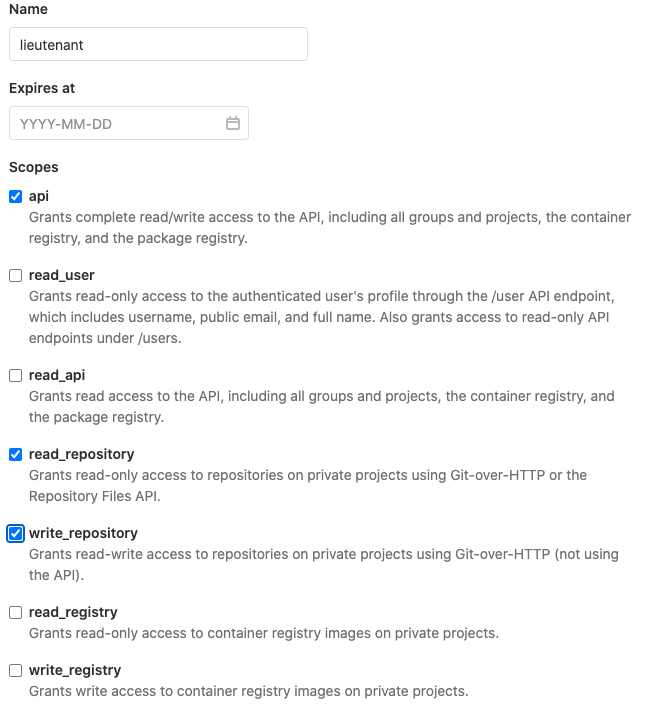 Name
lieutenant
Expires at
YYYY-MM-DD
Scopes
api
Grants complete read/write access to the API, including all groups and projects, the container
registry, and the package registry.
read_user
Grants read-only access to the authenticated user's profile through the /user API endpoint,
which includes username, public email, and full name. Also grants access to read-only API
endpoints under /users.
read_api
Grants read access to the API, including all groups and projects, the container registry, and
the package registry.
read_repository
Grants read-only access to repositories on private projects using Git-over-HTTP or the
Repository Files API.
write_repository
Grants read-write access to repositories on private projects using Git-over-HTTP (not using
the API).
read_registry
Grants read-only access to container registry images on private projects.
write_registry
Grants write access to container registry images on private projects.